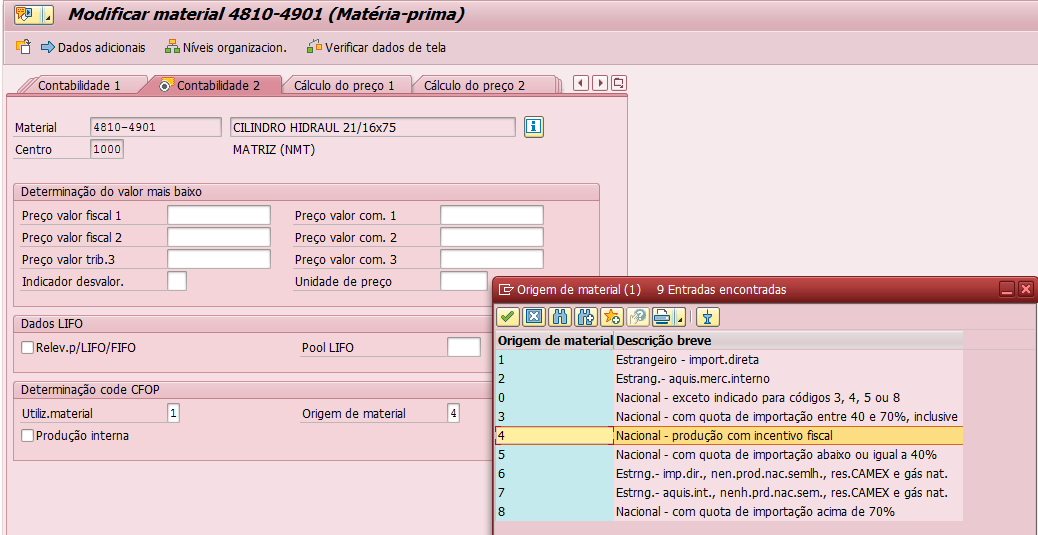 Modificar material 4810-4901 (Matéria-prima)
Dados adicionais Níveis organizacion. Verificar dados de tela
Contabilidade 1 Contabilidade 2 Cálculo do preço 1 Cálculo do preço 2
Material 4810-4901 CILINDRO HIDRAUL 21/16x75
Centro 1000 MATRIZ (NMT)
Determinação do valor mais baixo
Preço valor fiscal 1 Preço valor com. 1
Preço valor fiscal 2 Preço valor com. 2
Preço valor trib.3 Preço valor com. 3
Indicador desvalor. Unidade de preço
Dados LIFO
Relev.p/LIFO/FIFO Pool LIFO
Determinação code CFOP
Utiliz.material 1 Origem de material 4
Produção interna
Origem de material (1) 9 Entradas encontradas
Origem de material Descrição breve
1 Estrangeiro - import.direta
2 Estrang.- aquis.merc.interno
0 Nacional - exceto indicado para códigos 3, 4, 5 ou 8
3 Nacional - com quota de importação entre 40 e 70%, inclusive
4 Nacional - produção com incentivo fiscal
5 Nacional - com quota de importação abaixo ou igual a 40%
6 Estrng.- imp.dir., nen.prod.nac.semlh., res.CAMEX e gás nat.
7 Estrng.- aquis.int., nenh.prd.nac.sem., res.CAMEX e gás nat.
8 Nacional - com quota de importação acima de 70%